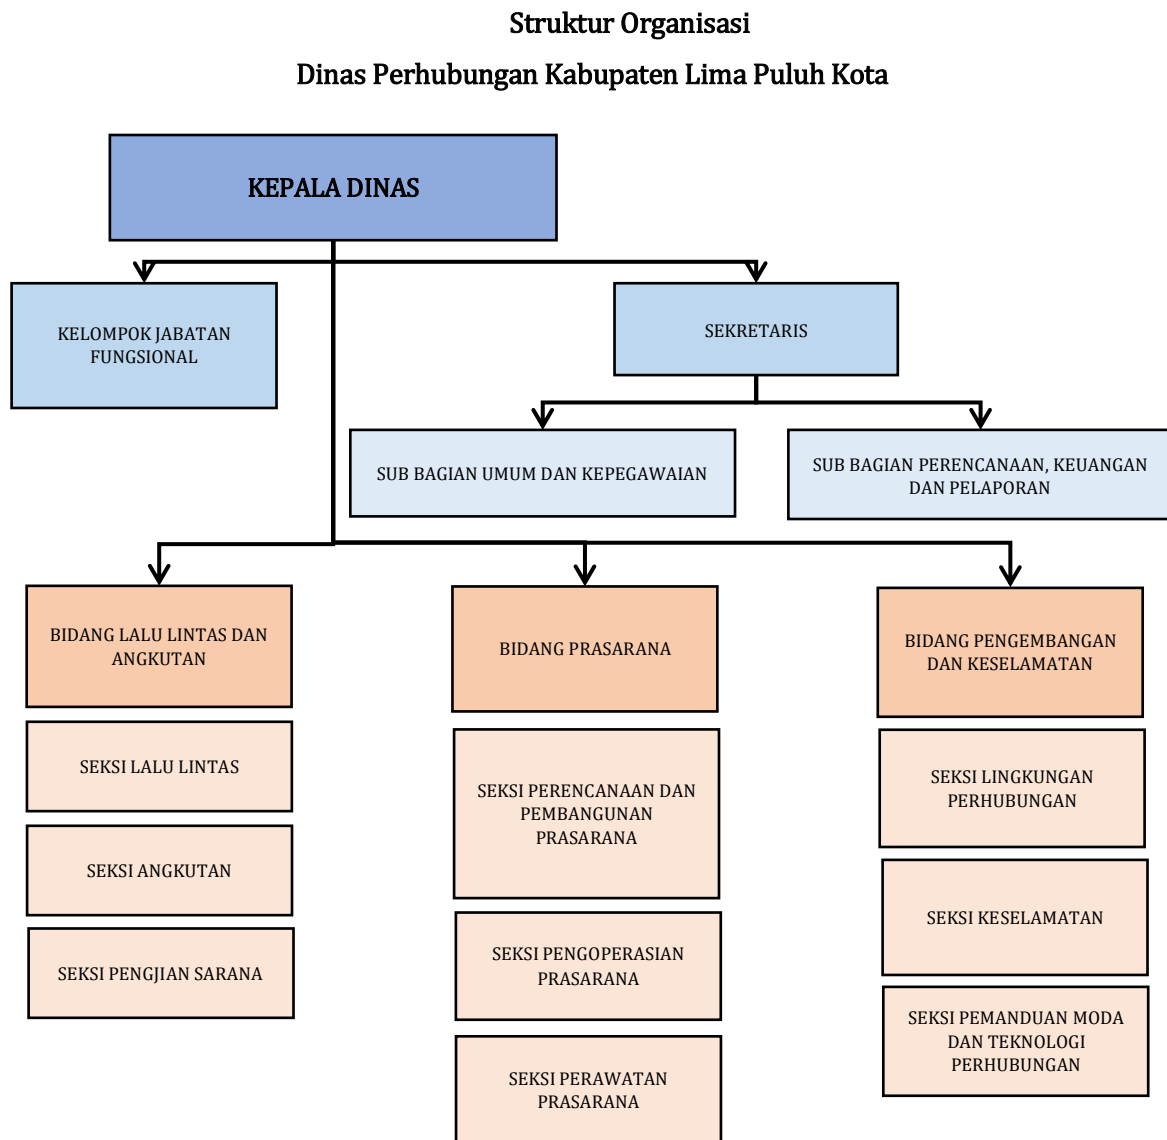 Struktur Organisasi
Dinas Perhubungan Kabupaten Lima Puluh Kota
KEPALA DINAS
KELOMPOK JABATAN
FUNGSIONAL
SEKRETARIS
SUB BAGIAN UMUM DAN KEPEGAWAIAN
SUB BAGIAN PERENCANAAN, KEUANGAN
DAN PELAPORAN
BIDANG LALU LINTAS DAN
ANGKUTAN
SEKSI LALU LINTAS
SEKSI ANGKUTAN
SEKSI PENGJIAN SARANA
BIDANG PRASARANA
SEKSI PERENCANAAN DAN
PEMBANGUNAN
PRASARANA
SEKSI PENGOPERASIAN
PRASARANA
SEKSI PERAWATAN
PRASARANA
BIDANG PENGEMBANGAN
DAN KESELAMATAN
SEKSI LINGKUNGAN
PERHUBUNGAN
SEKSI KESELAMATAN
SEKSI PEMANDUAN MODA
DAN TEKNOLOGI
PERHUBUNGAN